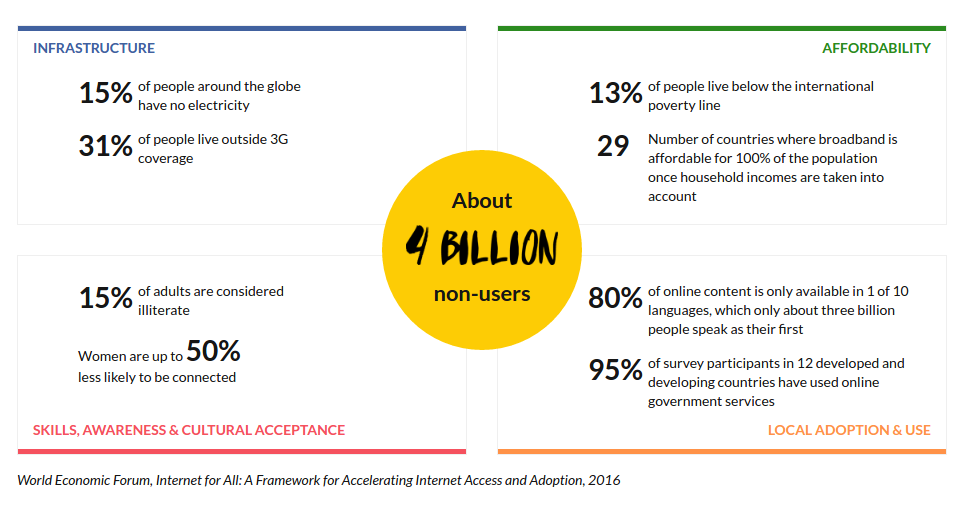 INFRASTRUCTURE
15% of people around the globe
have no electricity
31% of people live outside 3G
coverage
AFFORDABILITY
13% of people live below the international
poverty line
29 Number of countries where broadband is
affordable for 100% of the population
once household incomes are taken into
account
About
4 BILLION
non-users
15% of adults are considered
illiterate
Women are up to 50%
less likely to be connected
SKILLS, AWARENESS & CULTURAL ACCEPTANCE
80% of online content is only available in 1 of 10
languages, which only about three billion
people speak as their first
95% of survey participants in 12 developed and
developing countries have used online
government services
LOCAL ADOPTION & USE
World Economic Forum, Internet for All: A Framework for Accelerating Internet Access and Adoption, 2016